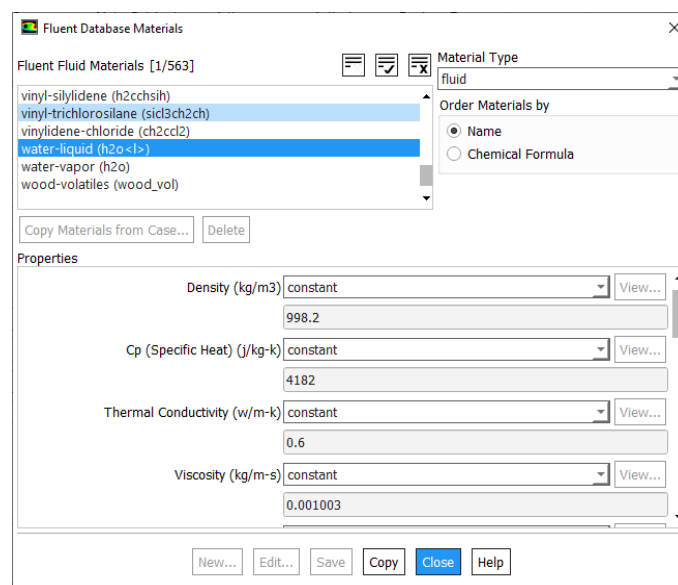 Fluent Database Materials
Fluent Fluid Materials [1/563]
Material Type
fluid
vinyl-silylidene (h2cchsih)
vinyl-trichlorosilane (sicl3ch2ch)
vinylidene-chloride (ch2ccl2)
water-liquid (h2o<l>)
water-vapor (h2o)
wood-volatiles (wood_vol)
Order Materials by
Name
Chemical Formula
Copy Materials from Case... Delete
Properties
Density (kg/m3) constant View...
998.2
Cp (Specific Heat) (j/kg-k) constant View...
4182
Thermal Conductivity (w/m-k) constant View...
0.6
Viscosity (kg/m-s) constant View...
0.001003
New... Edit... Save Copy Close Help